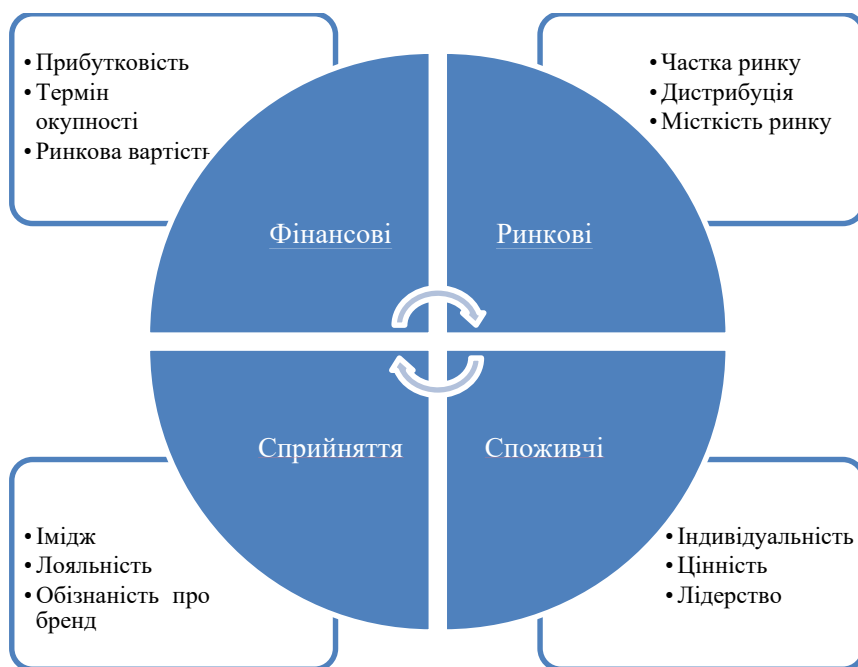 • Прибутковість
• Термін
окупності
• Ринкова вартість
• Частка ринку
• Дистрибуція
• Місткість ринку
Фінансові
Ринкові
Сприйняття
Споживчі
• Імідж
• Лояльність
• Обізнаність про
бренд
• Індивідуальність
• Цінність
• Лідерство